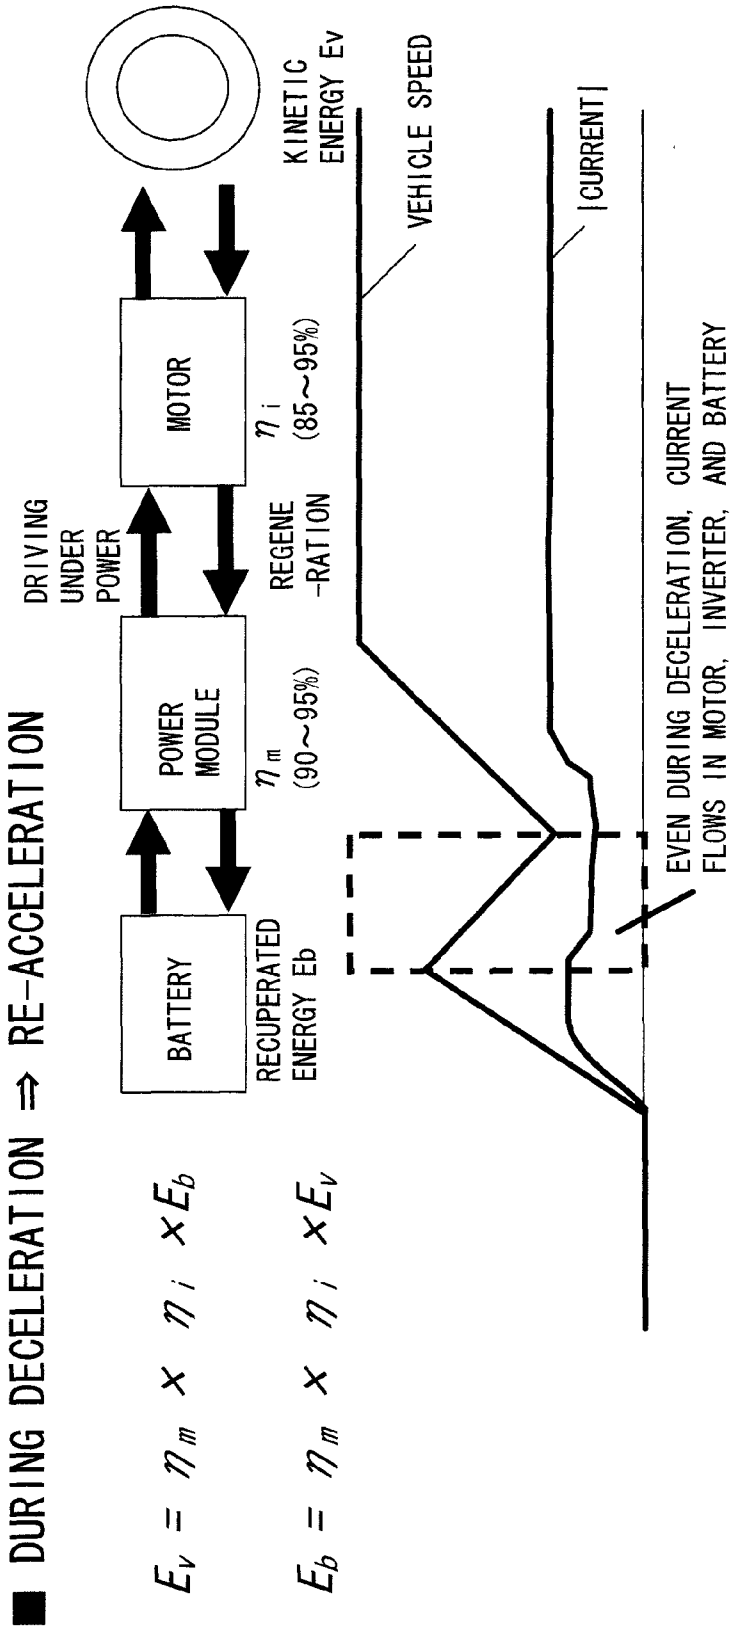 ■ DURING DECELERATION ⇒ RE-ACCELERATION
E_v = η_m × η_i ×E_b
E_b = η_m × η_i ×E_v
BATTERY
RECUPERATED
ENERGY Eb
POWER
MODULE
η_m
(90～95%)
DRIVING
UNDER
POWER
REGENE
-RATION
MOTOR
η_i
(85～95%)
KINETIC
ENERGY Ev
VEHICLE SPEED
|CURRENT|
EVEN DURING DECELERATION, CURRENT
FLOWS IN MOTOR, INVERTER, AND BATTERY